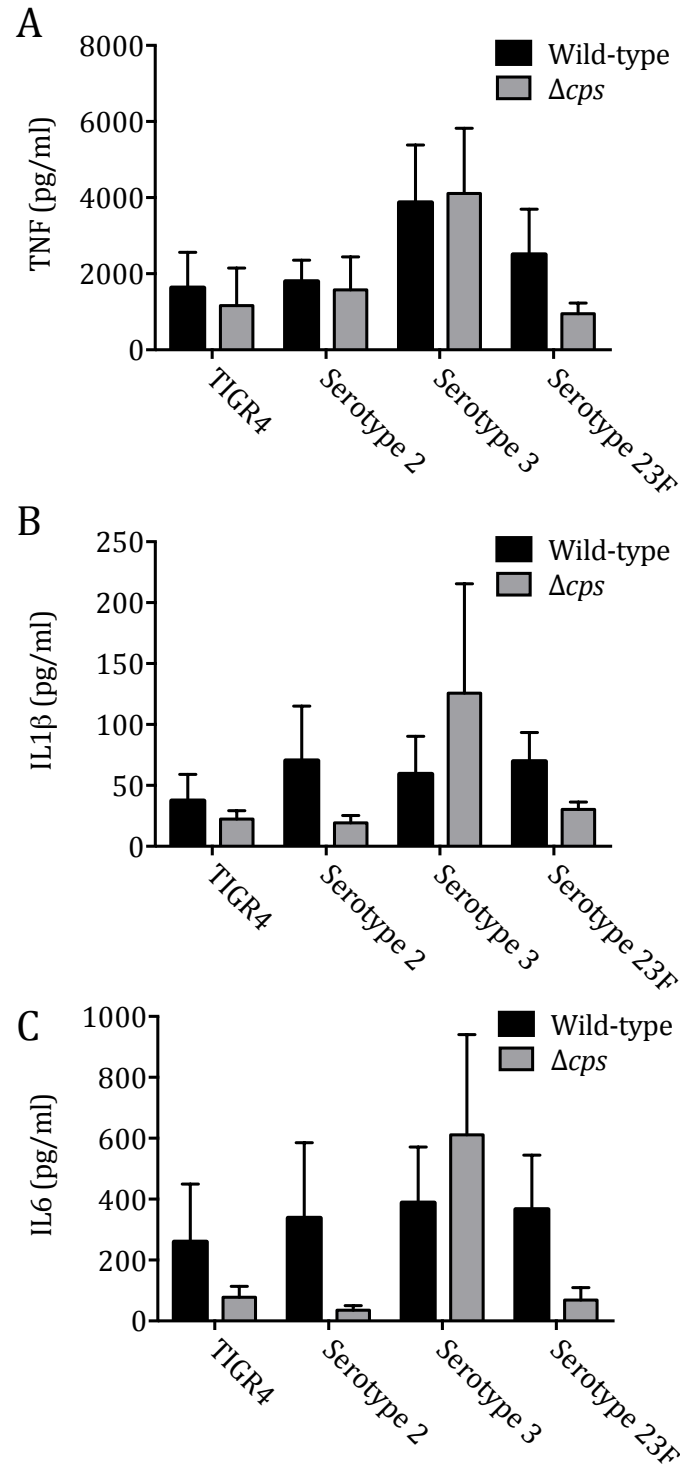 A
8000
6000
4000
2000
0
TNF (pg/ml)
Wild-type
Δcps
TIGR4
Serotype 2
Serotype 3
Serotype 23F
B
250
200
150
100
50
0
IL1β (pg/ml)
Wild-type
Δcps
TIGR4
Serotype 2
Serotype 3
Serotype 23F
C
1000
800
600
400
200
0
IL6 (pg/ml)
Wild-type
Δcps
TIGR4
Serotype 2
Serotype 3
Serotype 23F